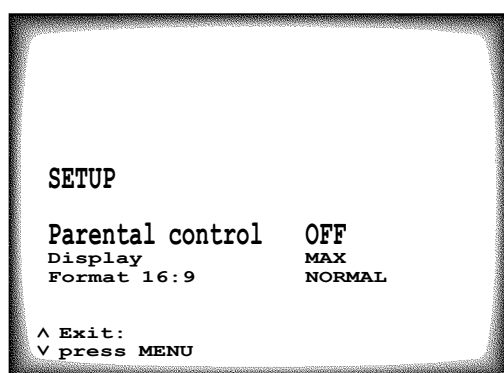 SETUP
Parental control OFF
Display MAX
Format 16:9 NORMAL
∧ Exit:
∨ press MENU